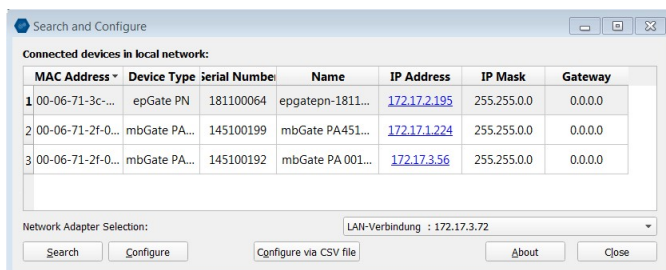 Search and Configure
Connected devices in local network:
MAC Address Device Type Serial Number Name IP Address IP Mask Gateway
1 00-06-71-3c-... epGate PN 181100064 epgatepn-1811... 172.17.2.195 255.255.0.0 0.0.0.0
2 00-06-71-2f-0... mbGate PA... 145100199 mbGate PA451... 172.17.1.224 255.255.0.0 0.0.0.0
3 00-06-71-2f-0... mbGate PA... 145100192 mbGate PA 001... 172.17.3.56 255.255.0.0 0.0.0.0
Network Adapter Selection: LAN-Verbindung : 172.17.3.72
Search Configure Configure via CSV file About Close